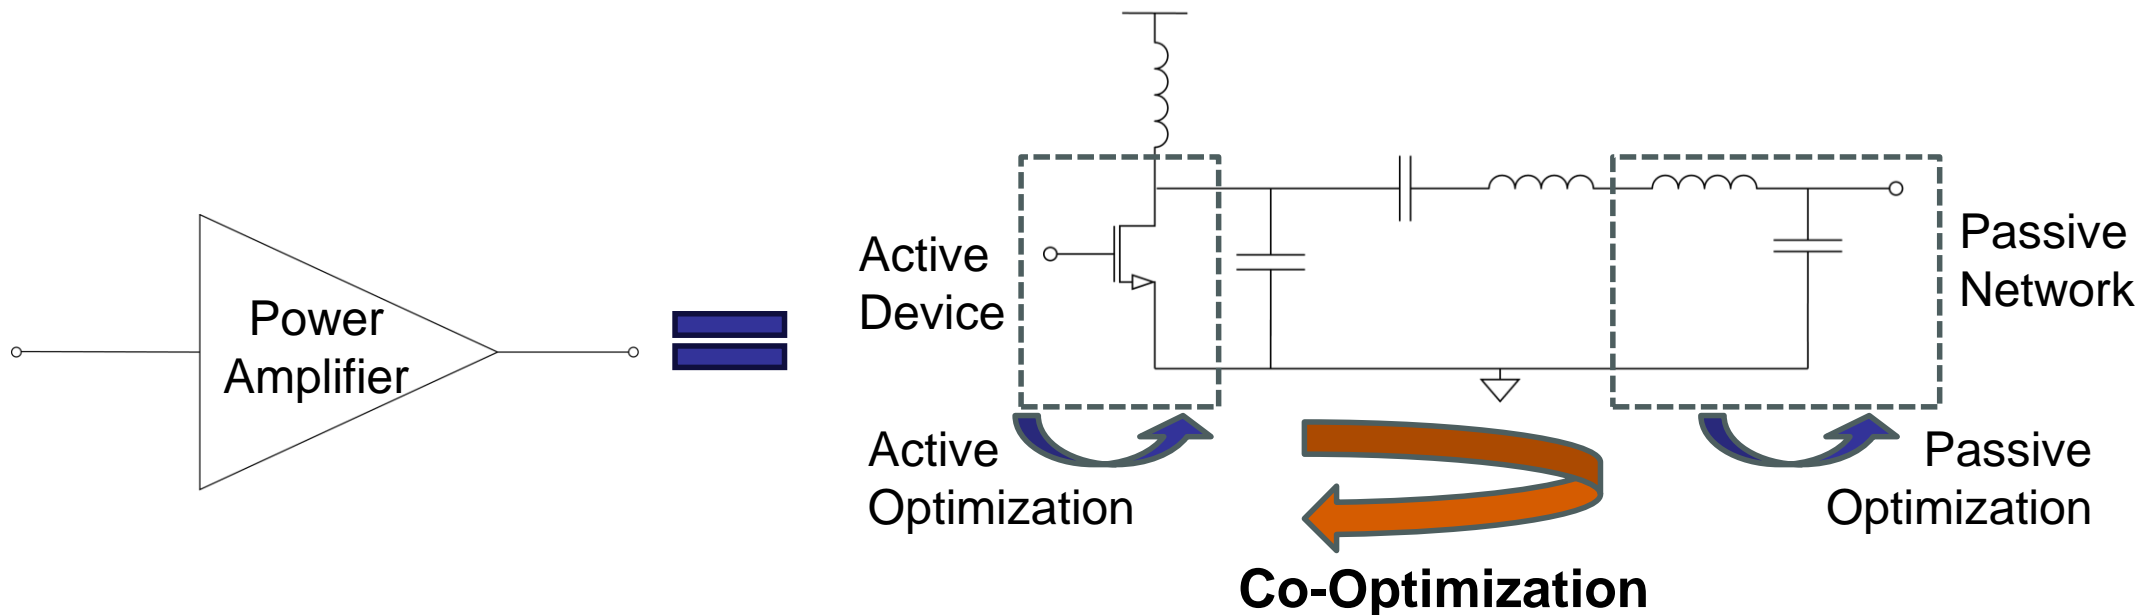 Power
Amplifier
Active
Device
Passive
Network
Active
Optimization
Passive
Optimization
Co-Optimization